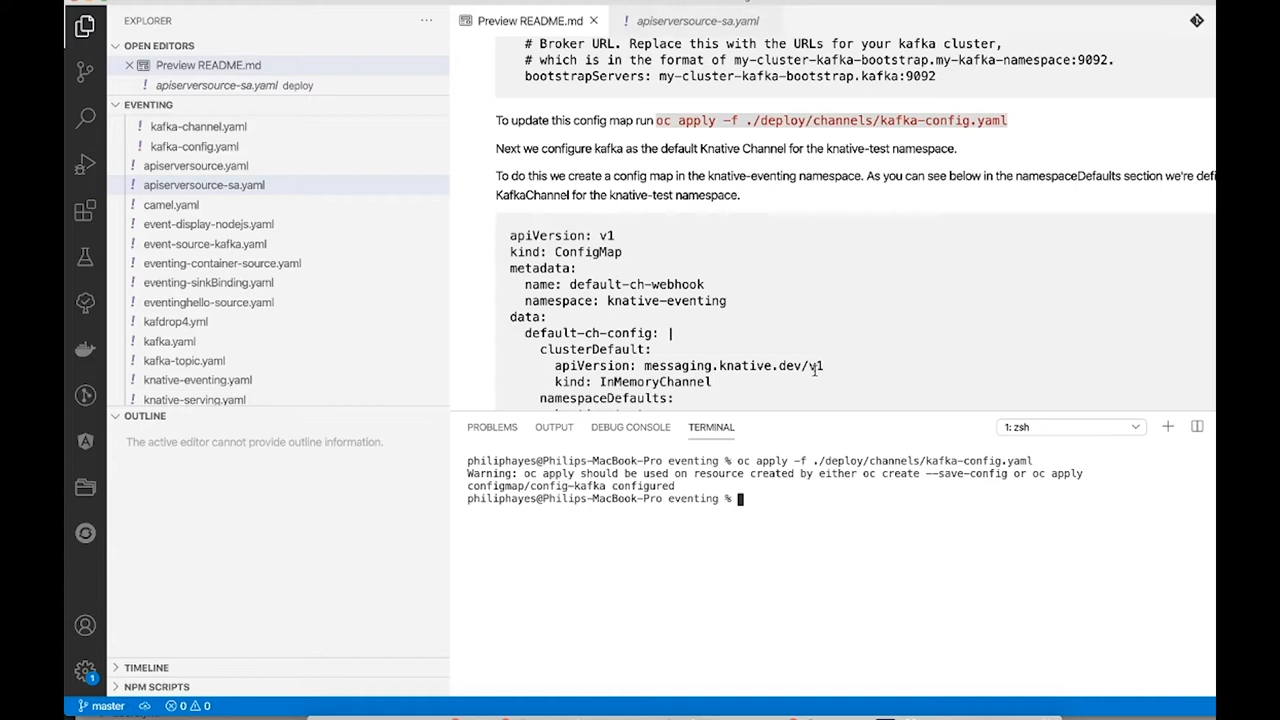 EXPLORER
OPEN EDITORS
Preview README.md
apiserversource-sa.yaml deploy
EVENTING
! kafka-channel.yaml
! kafka-config.yaml
! apiserversource.yaml
! apiserversource-sa.yaml
! camel.yaml
! event-display-nodejs.yaml
! event-source-kafka.yaml
! eventing-container-source.yaml
! eventing-sinkBinding.yaml
! eventinghello-source.yaml
! kafdrop4.yml
! kafka.yaml
! kafka-topic.yaml
! knative-eventing.yaml
! knative-serving.yaml
OUTLINE
The active editor cannot provide outline information.
TIMELINE
NPM SCRIPTS
Preview README.md
! apiserversource-sa.yaml
# Broker URL. Replace this with the URLs for your kafka cluster,
# which is in the format of my-cluster-kafka-bootstrap.my-kafka-namespace:9092.
bootstrapServers: my-cluster-kafka-bootstrap.kafka:9092
To update this config map run oc apply -f ./deploy/channels/kafka-config.yaml
Next we configure kafka as the default Knative Channel for the knative-test namespace.
To do this we create a config map in the knative-eventing namespace. As you can see below in the namespaceDefaults section we're defi
KafkaChannel for the knative-test namespace.
apiVersion: v1
kind: ConfigMap
metadata:
name: default-ch-webhook
namespace: knative-eventing
data:
default-ch-config: |
clusterDefault:
apiVersion: messaging.knative.dev/v1
kind: InMemoryChannel
namespaceDefaults:
PROBLEMS OUTPUT DEBUG CONSOLE TERMINAL
1: zsh
philiphayes@Philips-MacBook-Pro eventing % oc apply -f ./deploy/channels/kafka-config.yaml
Warning: oc apply should be used on resource created by either oc create --save-config or oc apply
configmap/config-kafka configured
philiphayes@Philips-MacBook-Pro eventing %
1
master 0 0